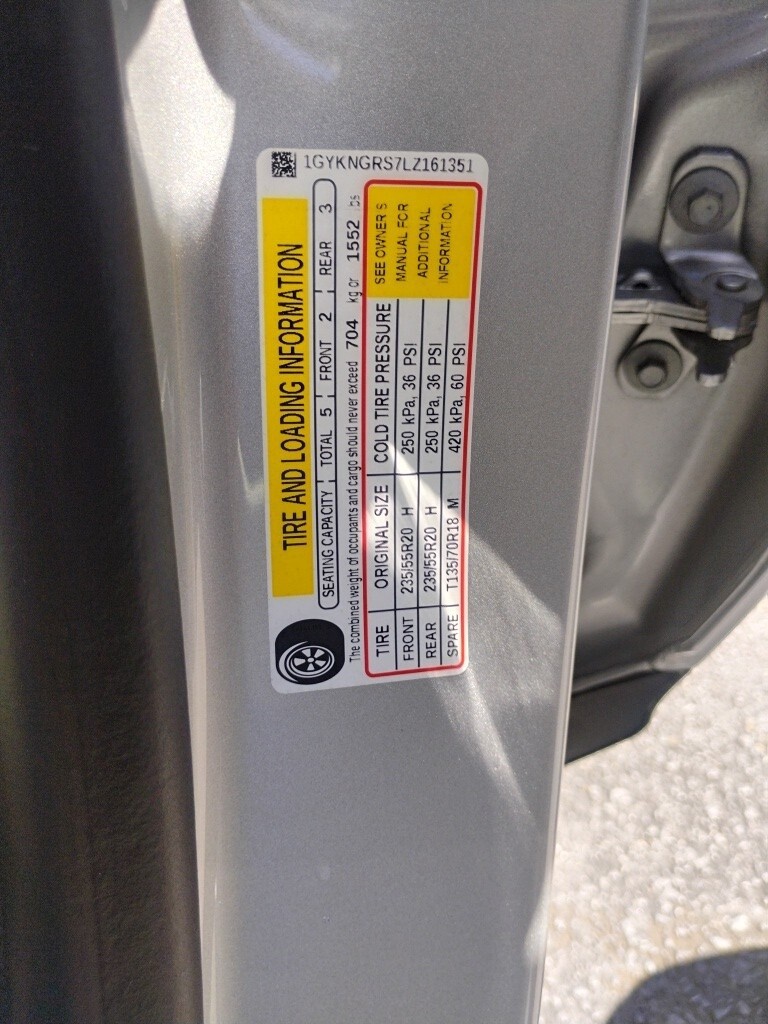 1GYKNGRS7LZ161351
TIRE AND LOADING INFORMATION
SEATING CAPACITY TOTAL 5 FRONT 2 REAR 3
The combined weight of occupants and cargo should never exceed 704 kg or 1552 lbs
TIRE ORIGINAL SIZE COLD TIRE PRESSURE
FRONT 235/55R20 H 250 kPa, 36 PSI
REAR 235/55R20 H 250 kPa, 36 PSI
SPARE T135/70R18 M 420 kPa, 60 PSI
SEE OWNER'S
MANUAL FOR
ADDITIONAL
INFORMATION